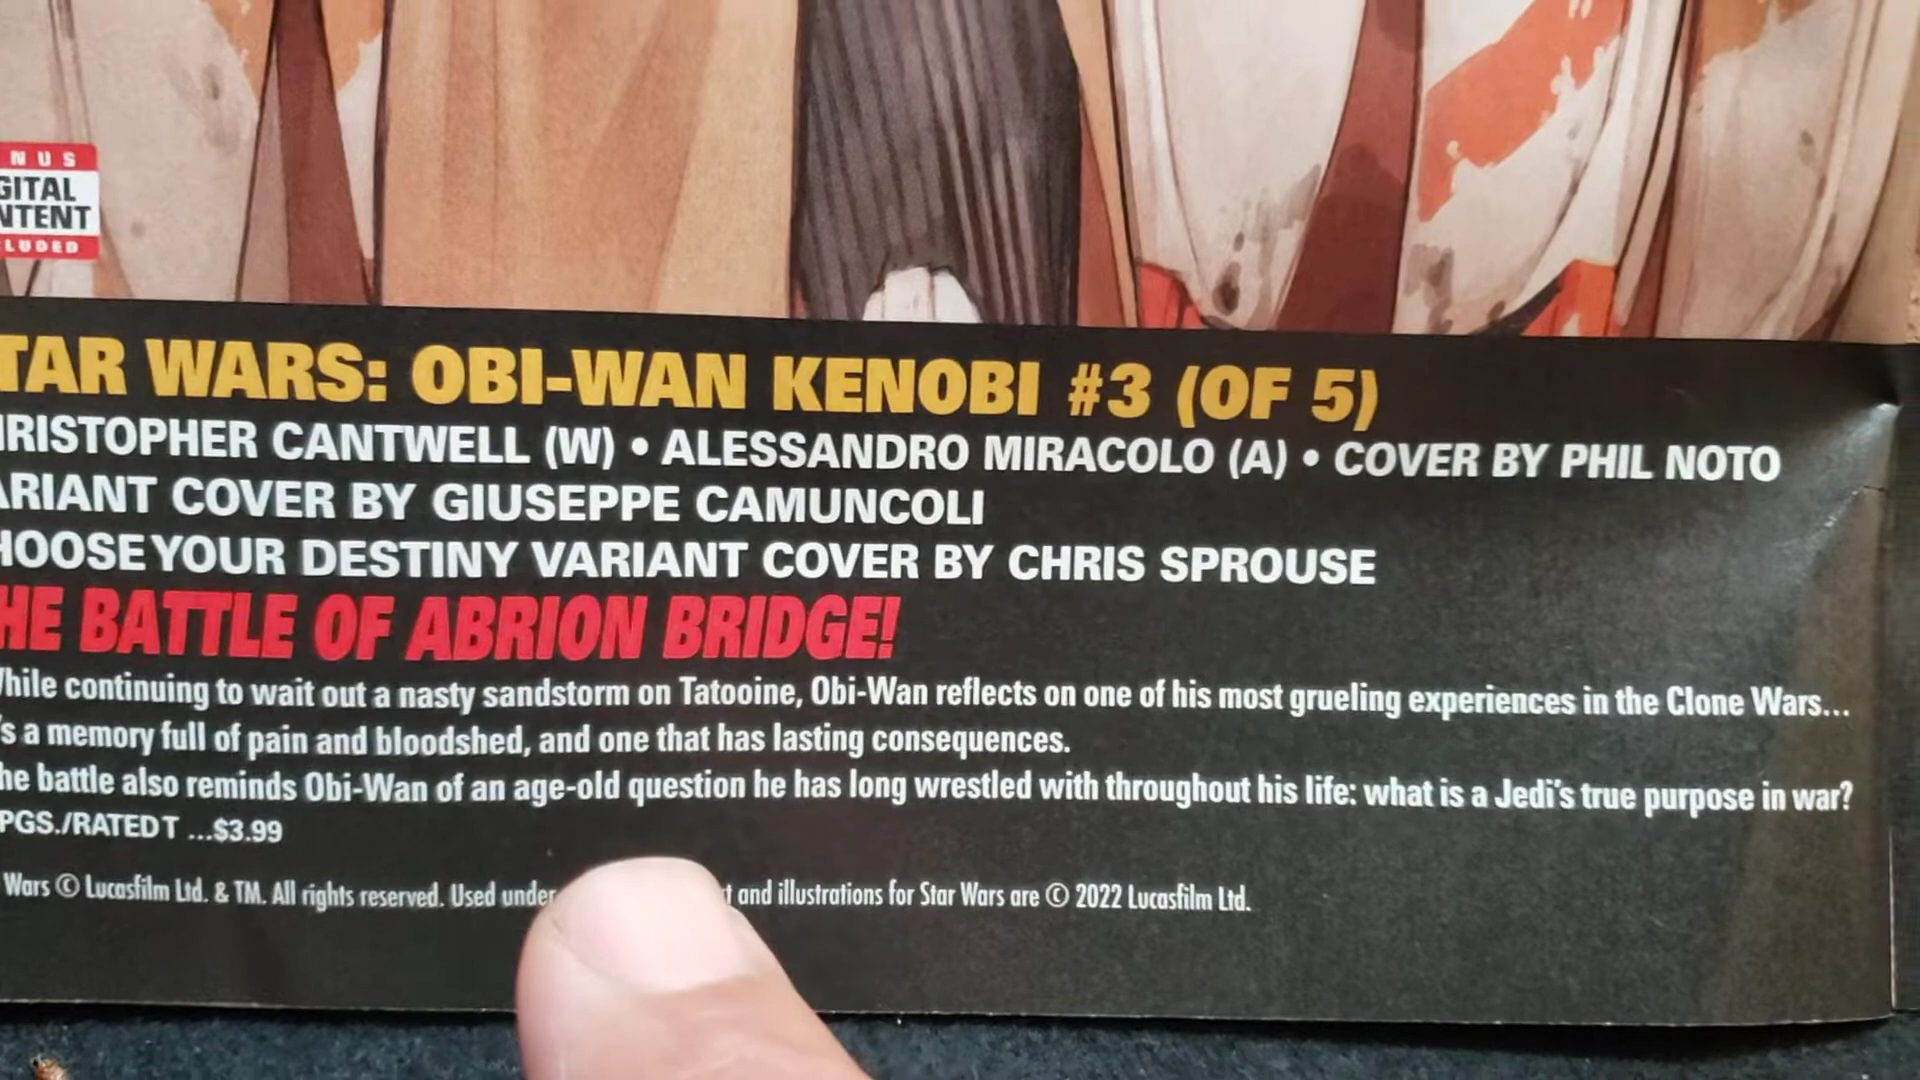 NUS
GITAL
NTENT
LUDED
TAR WARS: OBI-WAN KENOBI #3 (OF 5)
HRISTOPHER CANTWELL (W) • ALESSANDRO MIRACOLO (A) • COVER BY PHIL NOTO
ARIANT COVER BY GIUSEPPE CAMUNCOLI
HOOSE YOUR DESTINY VARIANT COVER BY CHRIS SPROUSE
HE BATTLE OF ABRION BRIDGE!
hile continuing to wait out a nasty sandstorm on Tatooine, Obi-Wan reflects on one of his most grueling experiences in the Clone Wars...
's a memory full of pain and bloodshed, and one that has lasting consequences.
he battle also reminds Obi-Wan of an age-old question he has long wrestled with throughout his life: what is a Jedi's true purpose in war?
PGS./RATED T ...$3.99
Wars © Lucasfilm Ltd. & TM. All rights reserved. Used under and illustrations for Star Wars are © 2022 Lucasfilm Ltd.